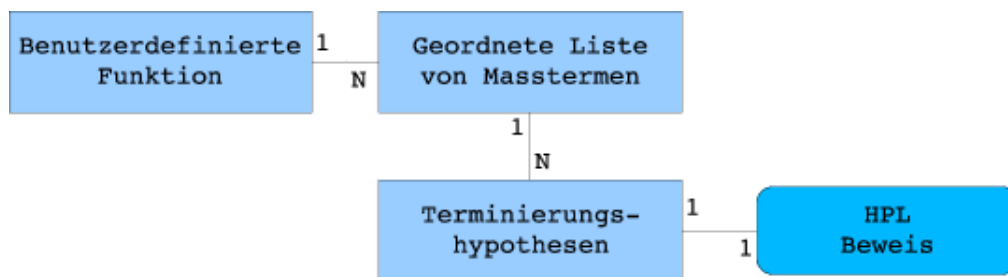 Benutzerdefinierte
Funktion
1
N
Geordnete Liste
von Masstermen
1
N
Terminierungs-
hypothesen
1
1
HPL
Beweis